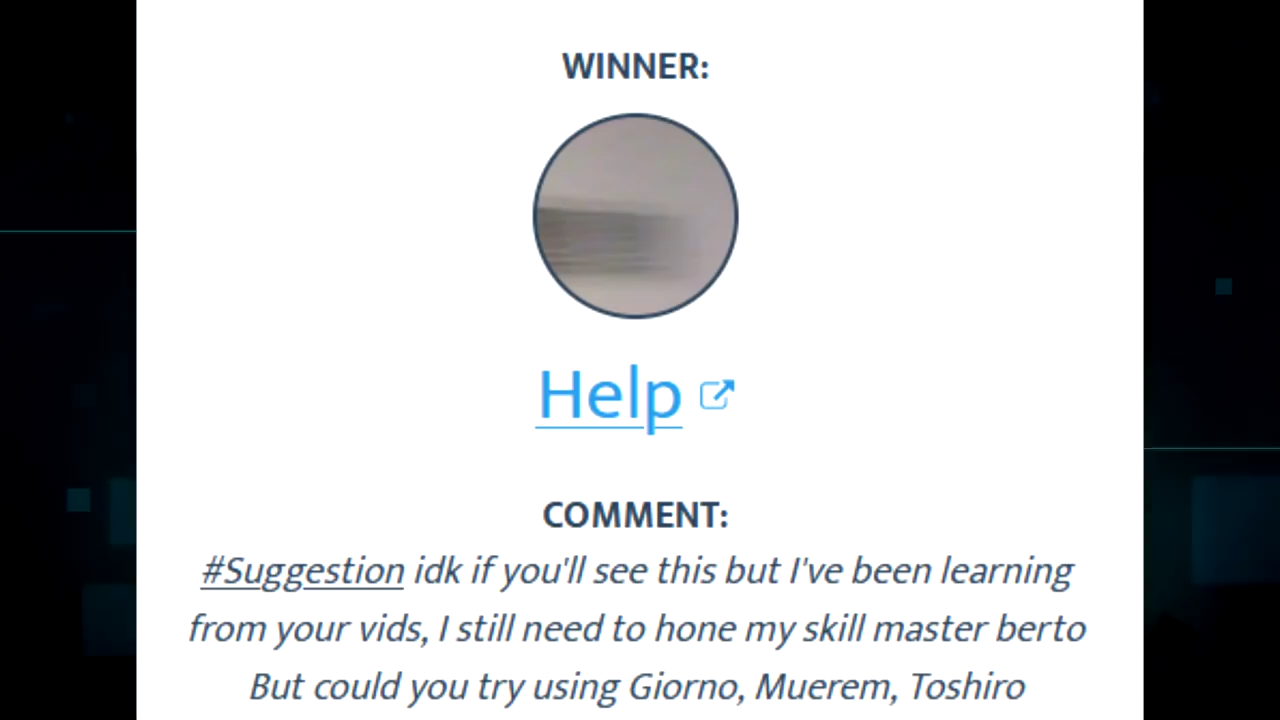 WINNER:
Help
COMMENT:
#Suggestion idk if you'll see this but I've been learning
from your vids, I still need to hone my skill master berto
But could you try using Giorno, Muerem, Toshiro